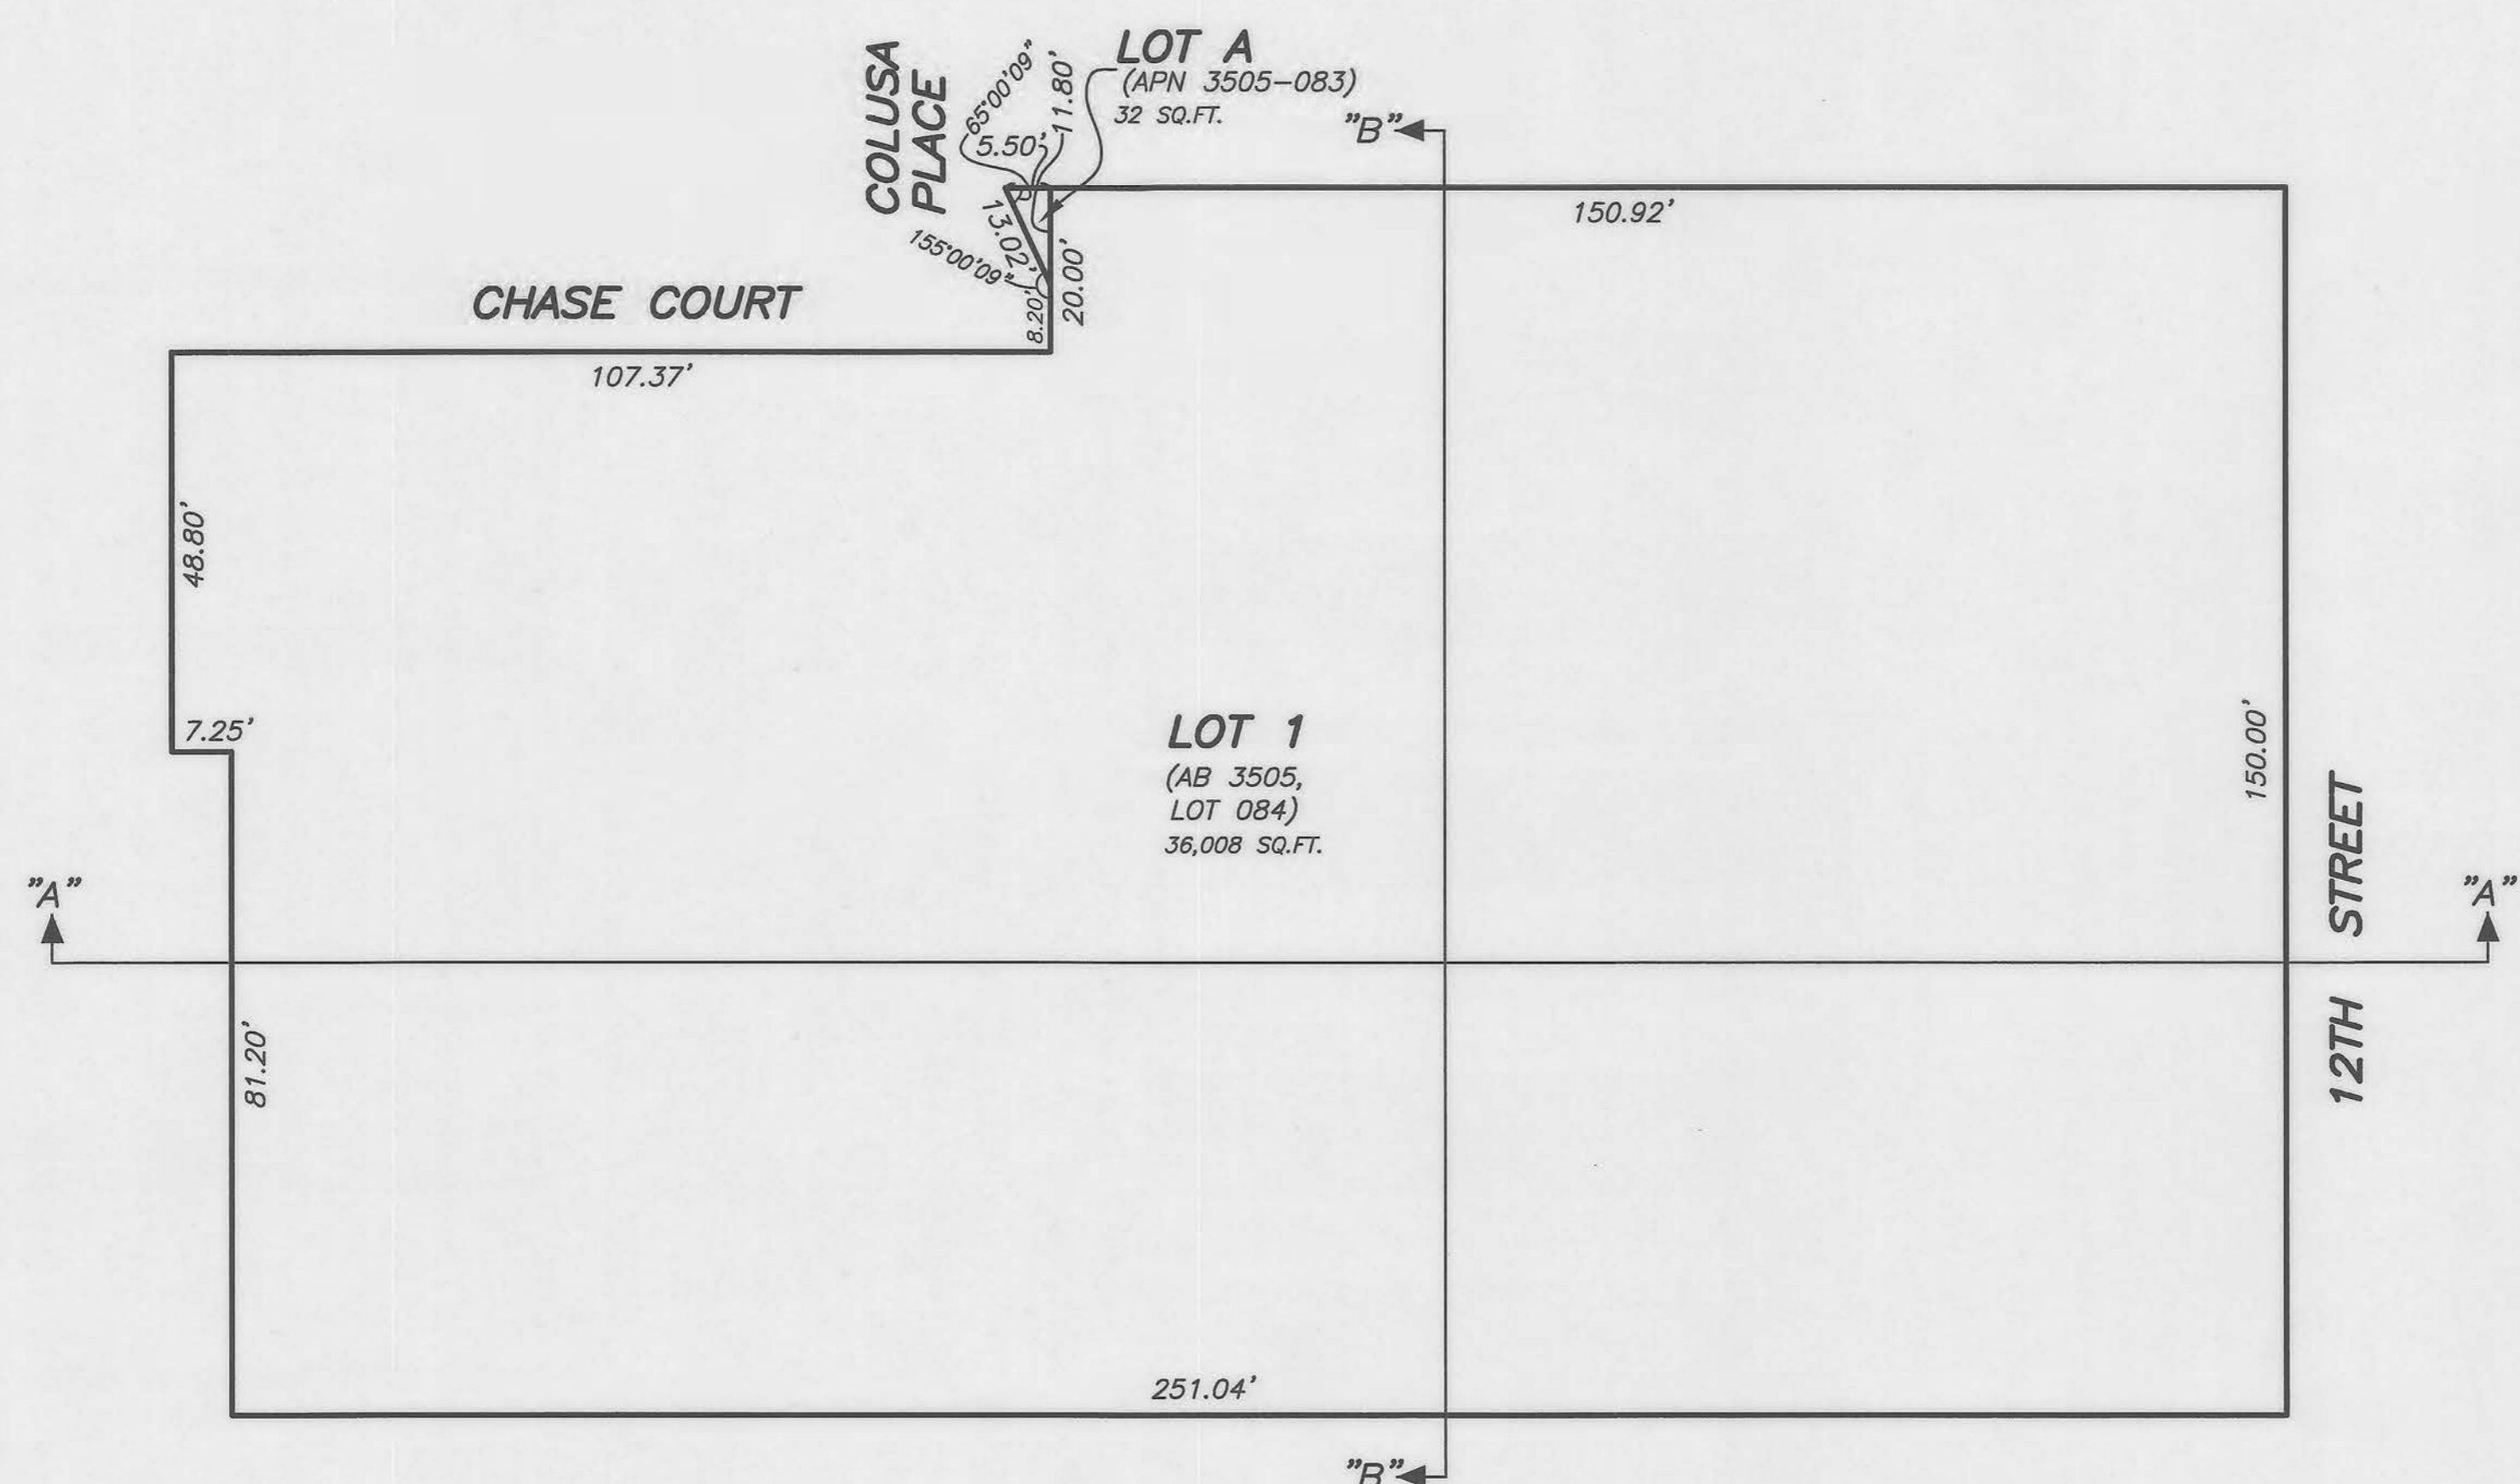 COLUSA
PLACE
65°00'09"
5.50'
11.80'
LOT A
(APN 3505-083)
32 SQ.FT.
"B"
150.92'
13.02'
155°00'09"
8.20'
20.00'
CHASE COURT
107.37'
48.80'
7.25'
LOT 1
(AB 3505,
LOT 084)
36,008 SQ.FT.
150.00'
12TH STREET
"A"
"A"
81.20'
251.04'
"B"